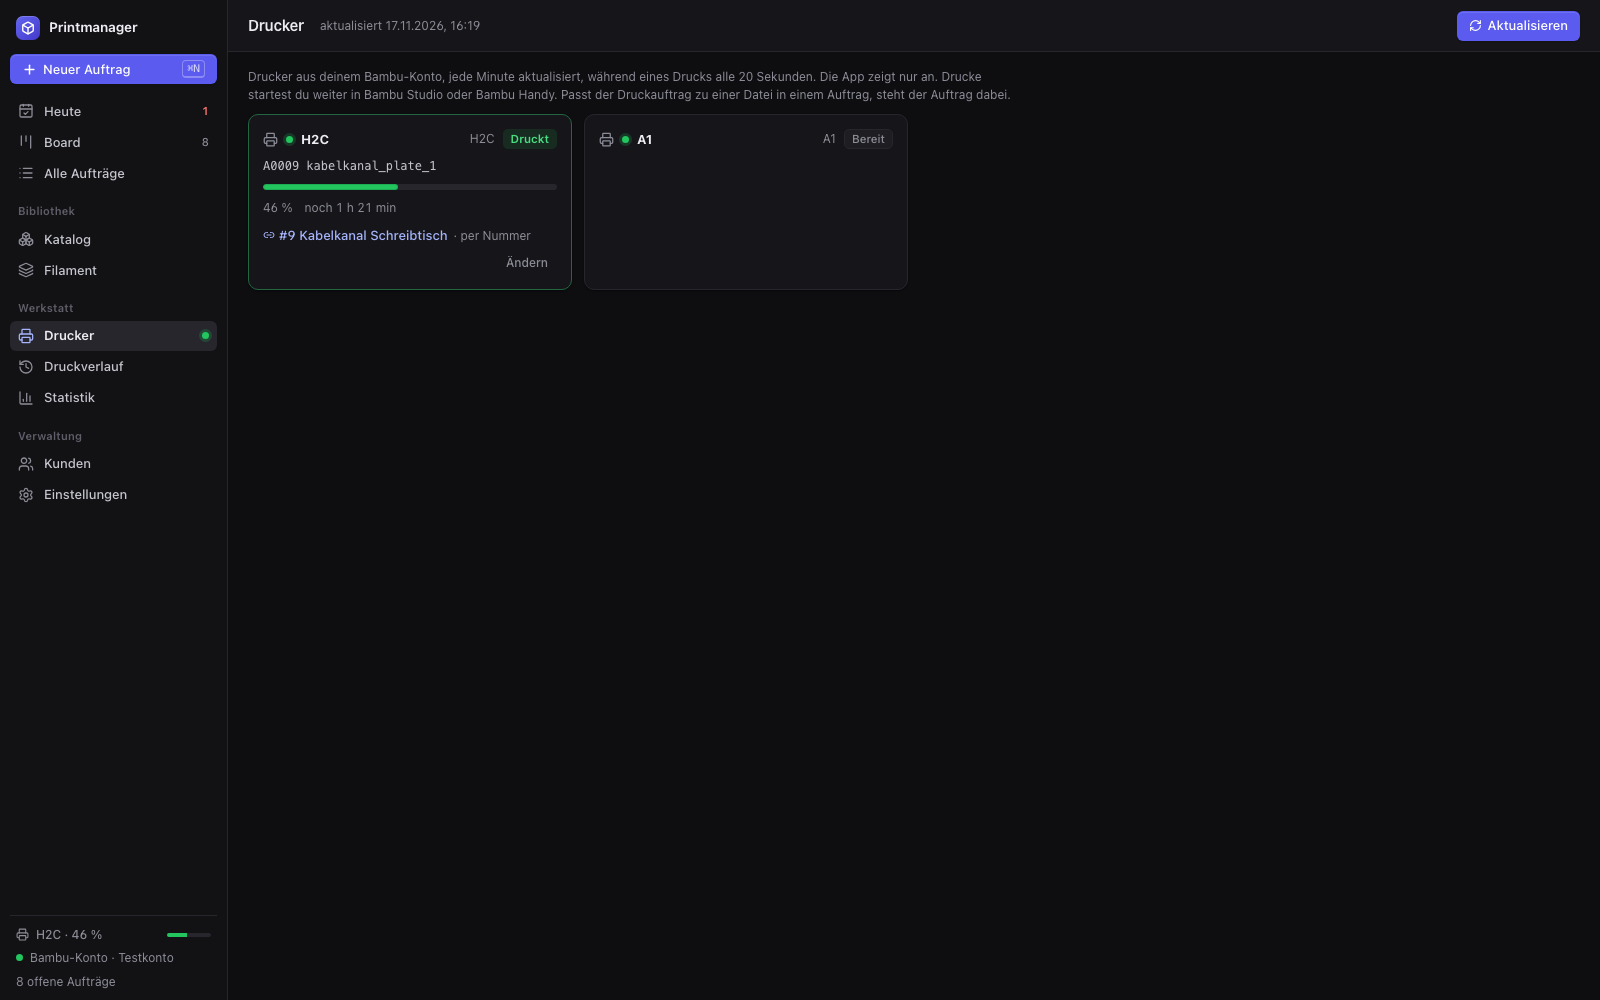 Printmanager
Neuer Auftrag ⌘N
Heute 1
Board 8
Alle Aufträge
Bibliothek
Katalog
Filament
Werkstatt
Drucker
Druckverlauf
Statistik
Verwaltung
Kunden
Einstellungen
H2C · 46 %
Bambu-Konto · Testkonto
8 offene Aufträge
Drucker aktualisiert 17.11.2026, 16:19
Aktualisieren
Drucker aus deinem Bambu-Konto, jede Minute aktualisiert, während eines Drucks alle 20 Sekunden. Die App zeigt nur an. Drucke
startest du weiter in Bambu Studio oder Bambu Handy. Passt der Druckauftrag zu einer Datei in einem Auftrag, steht der Auftrag dabei.
H2C H2C Druckt
A0009 kabelkanal_plate_1
46 % noch 1 h 21 min
#9 Kabelkanal Schreibtisch · per Nummer
Ändern
A1 A1 Bereit